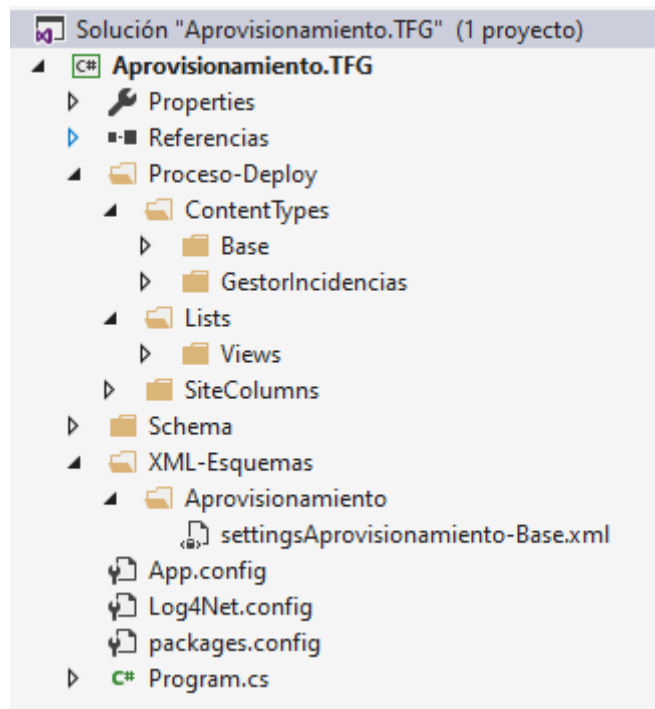 Solución "Aprovisionamiento.TFG" (1 proyecto)
C# Aprovisionamiento.TFG
Properties
Referencias
Proceso-Deploy
ContentTypes
Base
GestorIncidencias
Lists
Views
SiteColumns
Schema
XML-Esquemas
Aprovisionamiento
settingsAprovisionamiento-Base.xml
App.config
Log4Net.config
packages.config
C# Program.cs